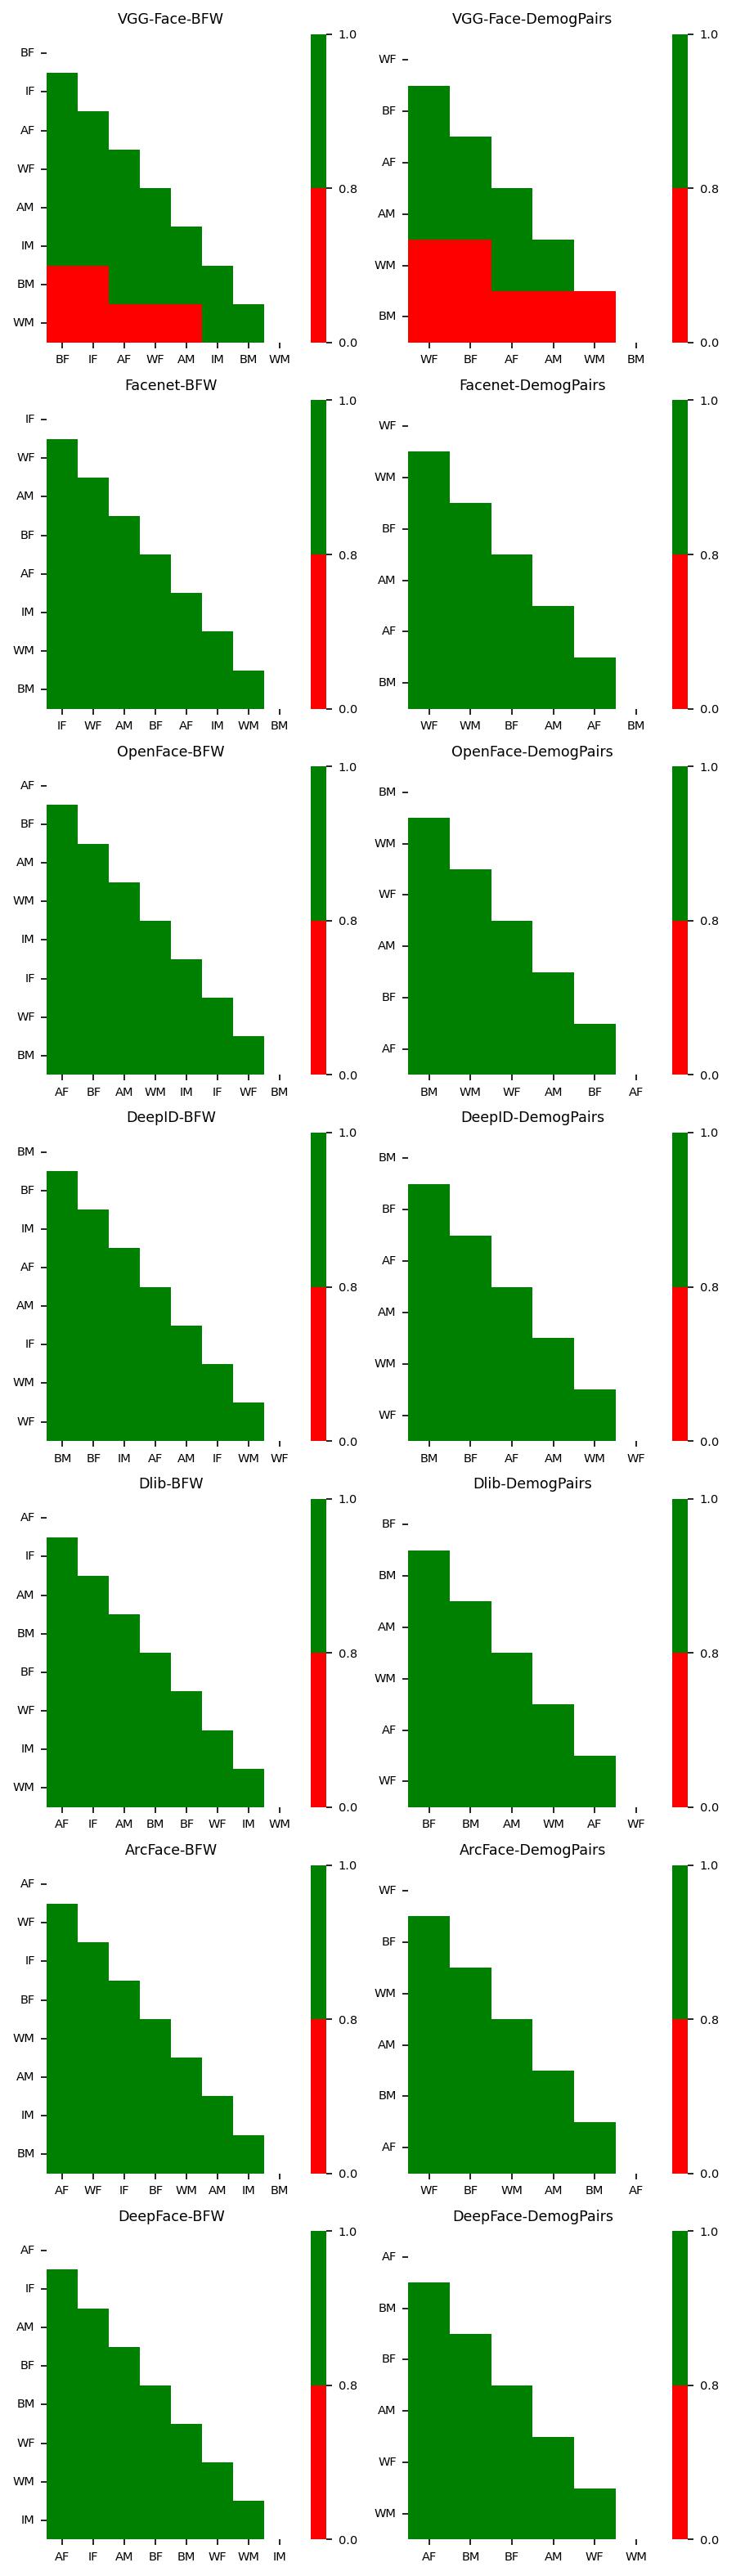 VGG-Face-BFW
BF
IF
AF
WF
AM
IM
BM
WM
BF IF AF WF AM IM BM WM
1.0
0.8
0.0
VGG-Face-DemogPairs
WF
BF
AF
AM
WM
BM
WF BF AF AM WM BM
1.0
0.8
0.0
Facenet-BFW
IF
WF
AM
BF
AF
IM
WM
BM
IF WF AM BF AF IM WM BM
1.0
0.8
0.0
Facenet-DemogPairs
WF
WM
BF
AM
AF
BM
WF WM BF AM AF BM
1.0
0.8
0.0
OpenFace-BFW
AF
BF
AM
WM
IM
IF
WF
BM
AF BF AM WM IM IF WF BM
1.0
0.8
0.0
OpenFace-DemogPairs
BM
WM
WF
AM
BF
AF
BM WM WF AM BF AF
1.0
0.8
0.0
DeepID-BFW
BM
BF
IM
AF
AM
IF
WM
WF
BM BF IM AF AM IF WM WF
1.0
0.8
0.0
DeepID-DemogPairs
BM
BF
AF
AM
WM
WF
BM BF AF AM WM WF
1.0
0.8
0.0
Dlib-BFW
AF
IF
AM
BM
BF
WF
IM
WM
AF IF AM BM BF WF IM WM
1.0
0.8
0.0
Dlib-DemogPairs
BF
BM
AM
WM
AF
WF
BF BM AM WM AF WF
1.0
0.8
0.0
ArcFace-BFW
AF
WF
IF
BF
WM
AM
IM
BM
AF WF IF BF WM AM IM BM
1.0
0.8
0.0
ArcFace-DemogPairs
WF
BF
WM
AM
BM
AF
WF BF WM AM BM AF
1.0
0.8
0.0
DeepFace-BFW
AF
IF
AM
BF
BM
WF
WM
IM
AF IF AM BF BM WF WM IM
1.0
0.8
0.0
DeepFace-DemogPairs
AF
BM
BF
AM
WF
WM
AF BM BF AM WF WM
1.0
0.8
0.0